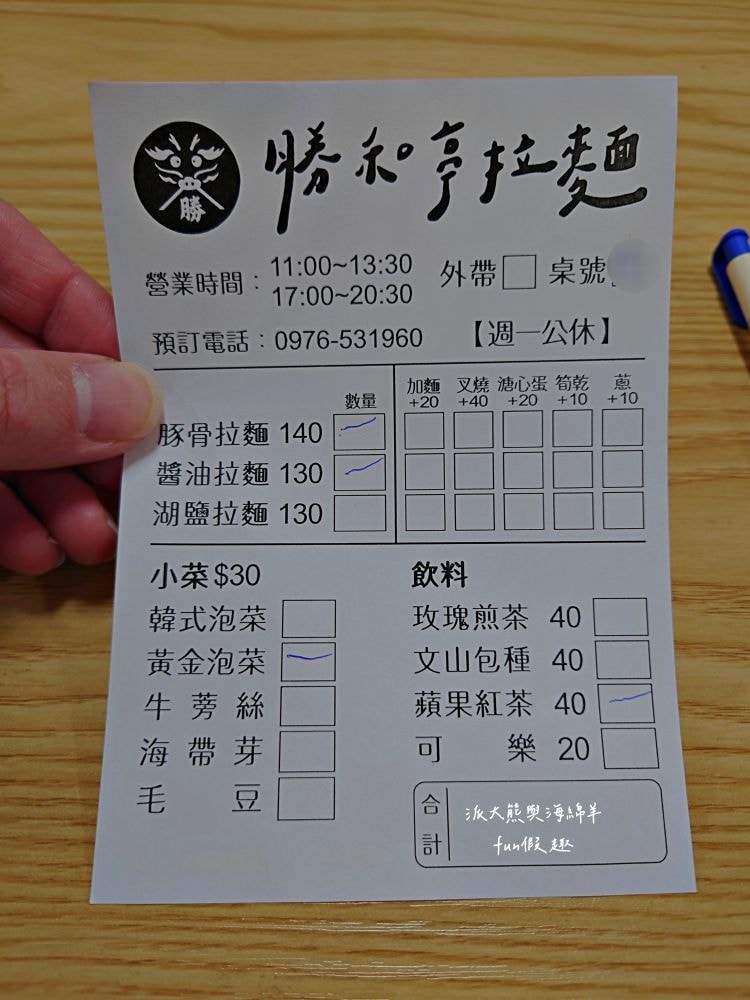 勝和亭拉麵
勝
營業時間：11:00~13:30
17:00~20:30
外帶 桌號
預訂電話：0976-531960 【週一公休】
數量 加麵 叉燒 溏心蛋 筍乾 蔥
+20 +40 +20 +10 +10
豚骨拉麵 140 一
醬油拉麵 130 一
湖鹽拉麵 130
小菜 $30 飲料
韓式泡菜 玫瑰煎茶 40
黃金泡菜 一 文山包種 40
牛蒡絲 蘋果紅茶 40 一
海帶芽 可樂 20
毛豆
合計
派大熊與海綿羊
fun假趣